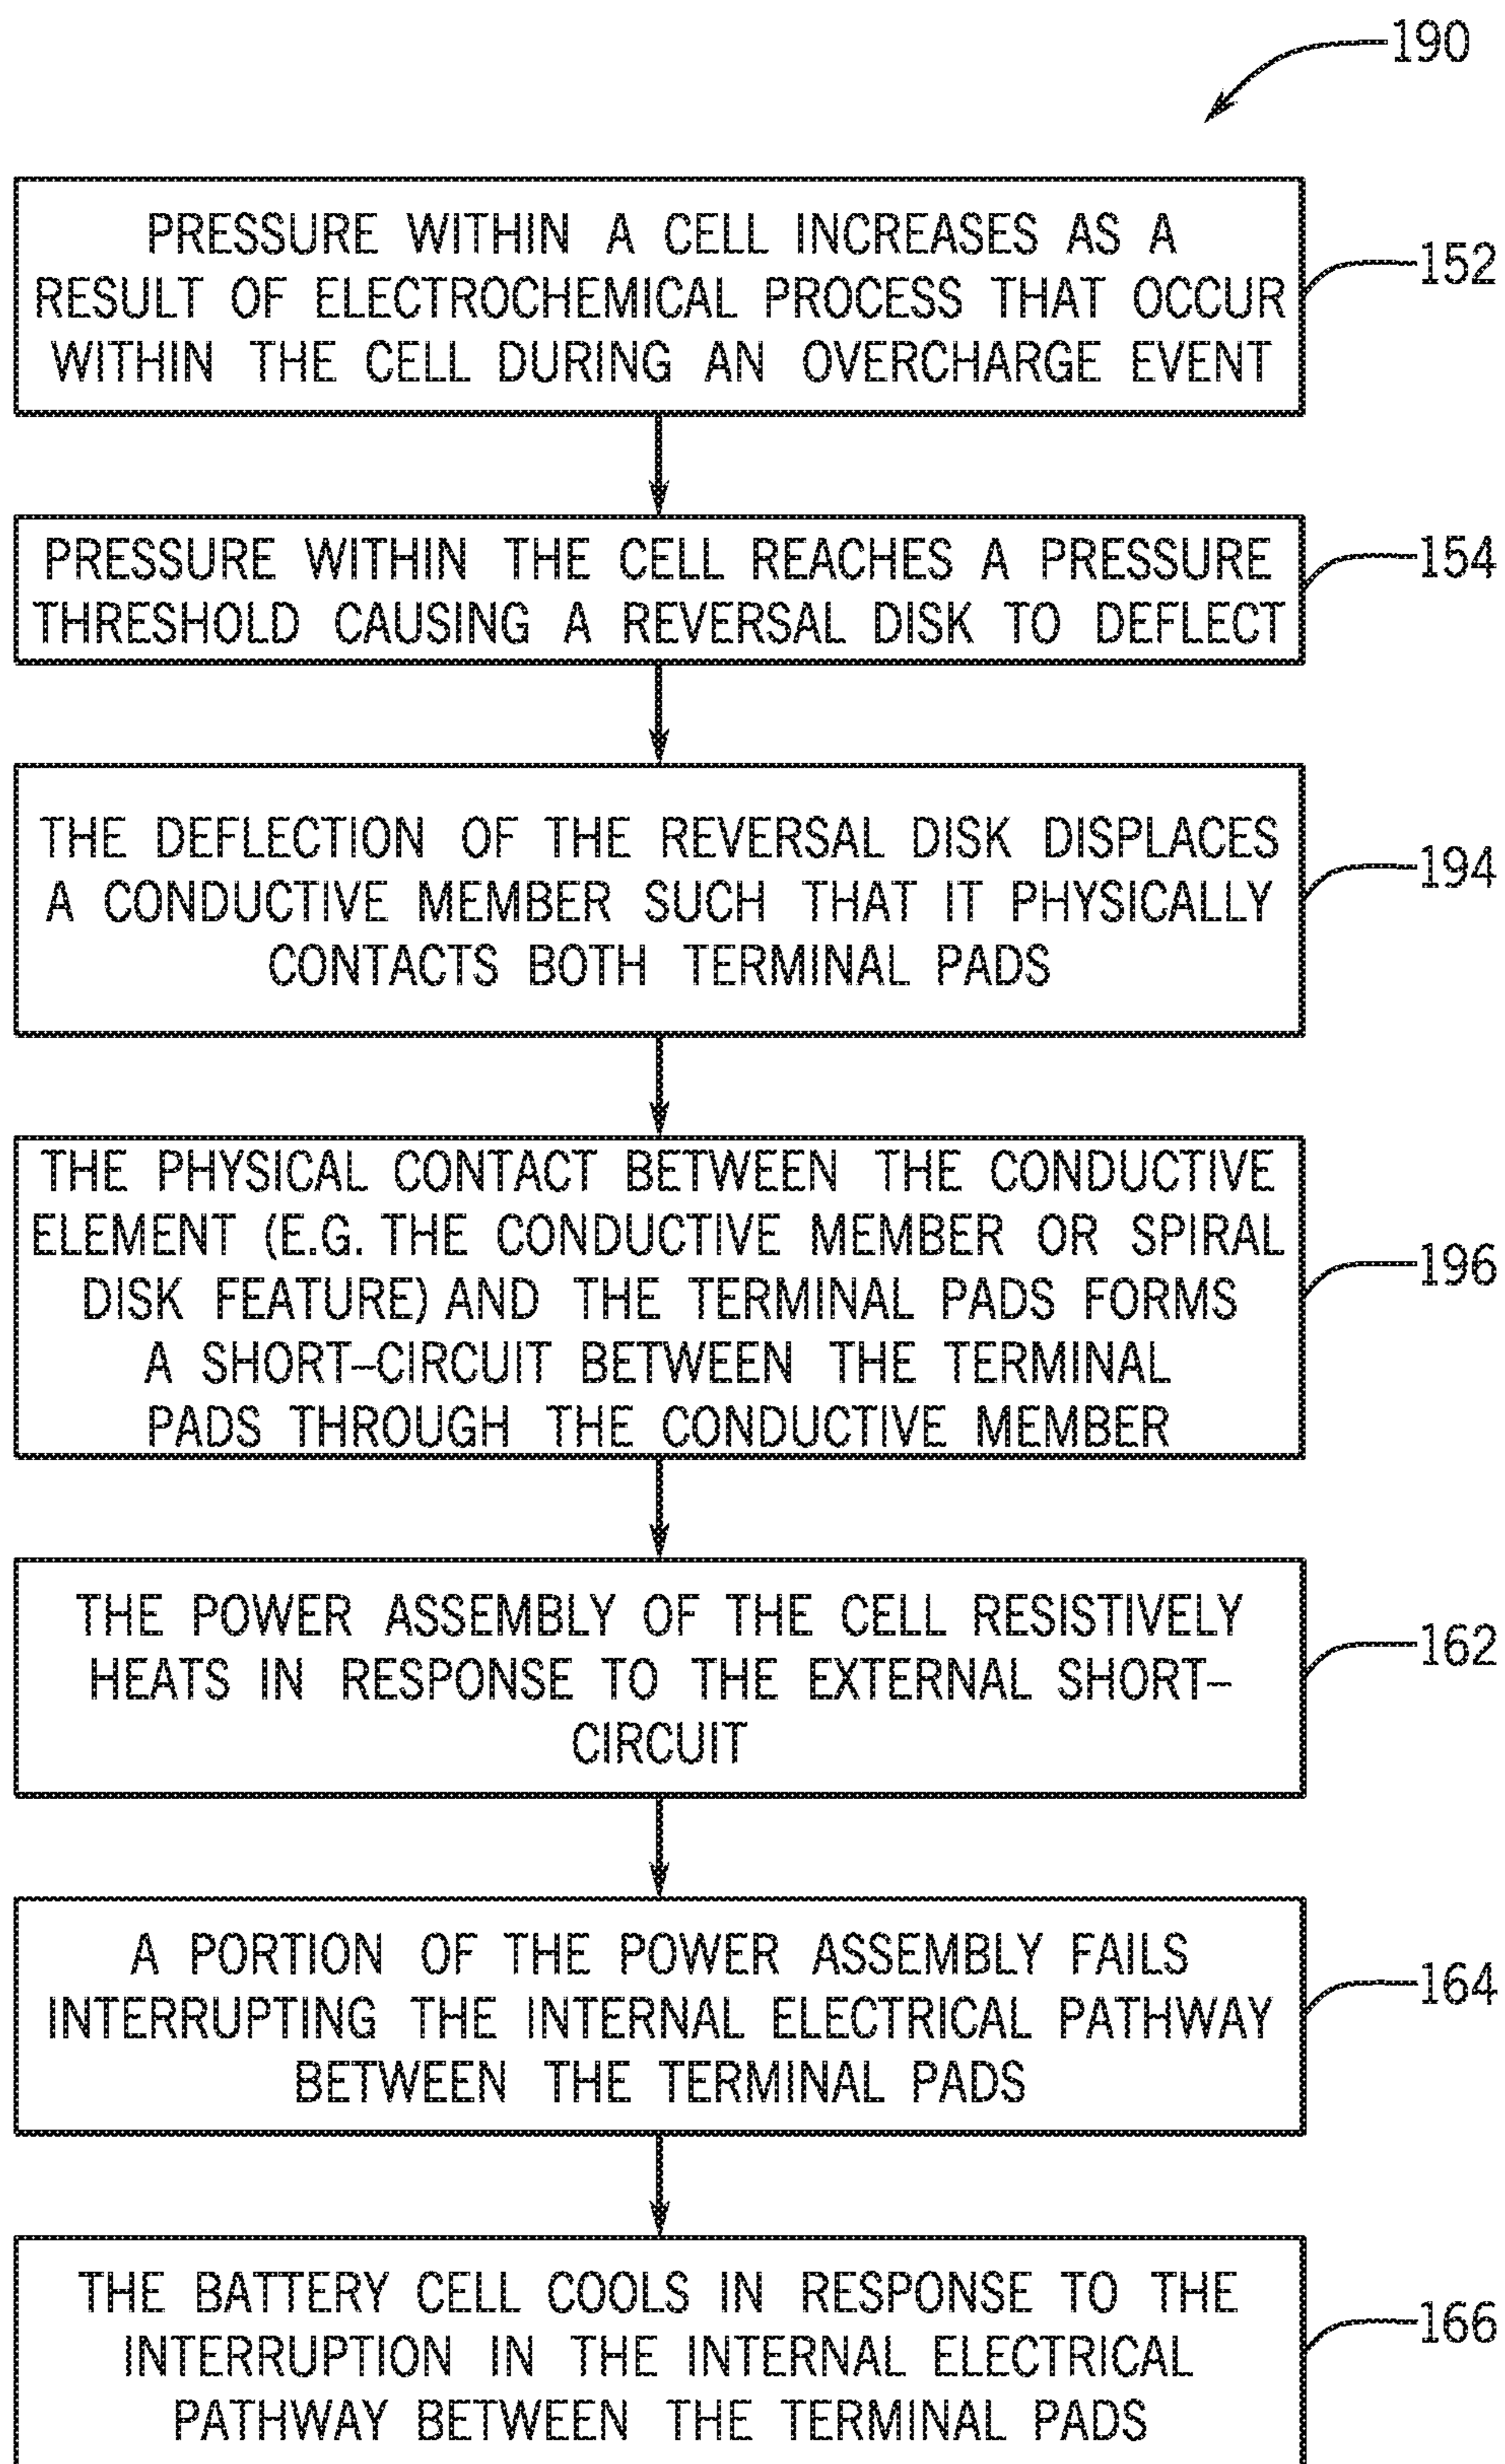 190
PRESSURE WITHIN A CELL INCREASES AS A
RESULT OF ELECTROCHEMICAL PROCESS THAT OCCUR
WITHIN THE CELL DURING AN OVERCHARGE EVENT
152
PRESSURE WITHIN THE CELL REACHES A PRESSURE
THRESHOLD CAUSING A REVERSAL DISK TO DEFLECT
154
THE DEFLECTION OF THE REVERSAL DISK DISPLACES
A CONDUCTIVE MEMBER SUCH THAT IT PHYSICALLY
CONTACTS BOTH TERMINAL PADS
194
THE PHYSICAL CONTACT BETWEEN THE CONDUCTIVE
ELEMENT (E.G. THE CONDUCTIVE MEMBER OR SPIRAL
DISK FEATURE) AND THE TERMINAL PADS FORMS
A SHORT–CIRCUIT BETWEEN THE TERMINAL
PADS THROUGH THE CONDUCTIVE MEMBER
196
THE POWER ASSEMBLY OF THE CELL RESISTIVELY
HEATS IN RESPONSE TO THE EXTERNAL SHORT–
CIRCUIT
162
A PORTION OF THE POWER ASSEMBLY FAILS
INTERRUPTING THE INTERNAL ELECTRICAL PATHWAY
BETWEEN THE TERMINAL PADS
164
THE BATTERY CELL COOLS IN RESPONSE TO THE
INTERRUPTION IN THE INTERNAL ELECTRICAL
PATHWAY BETWEEN THE TERMINAL PADS
166